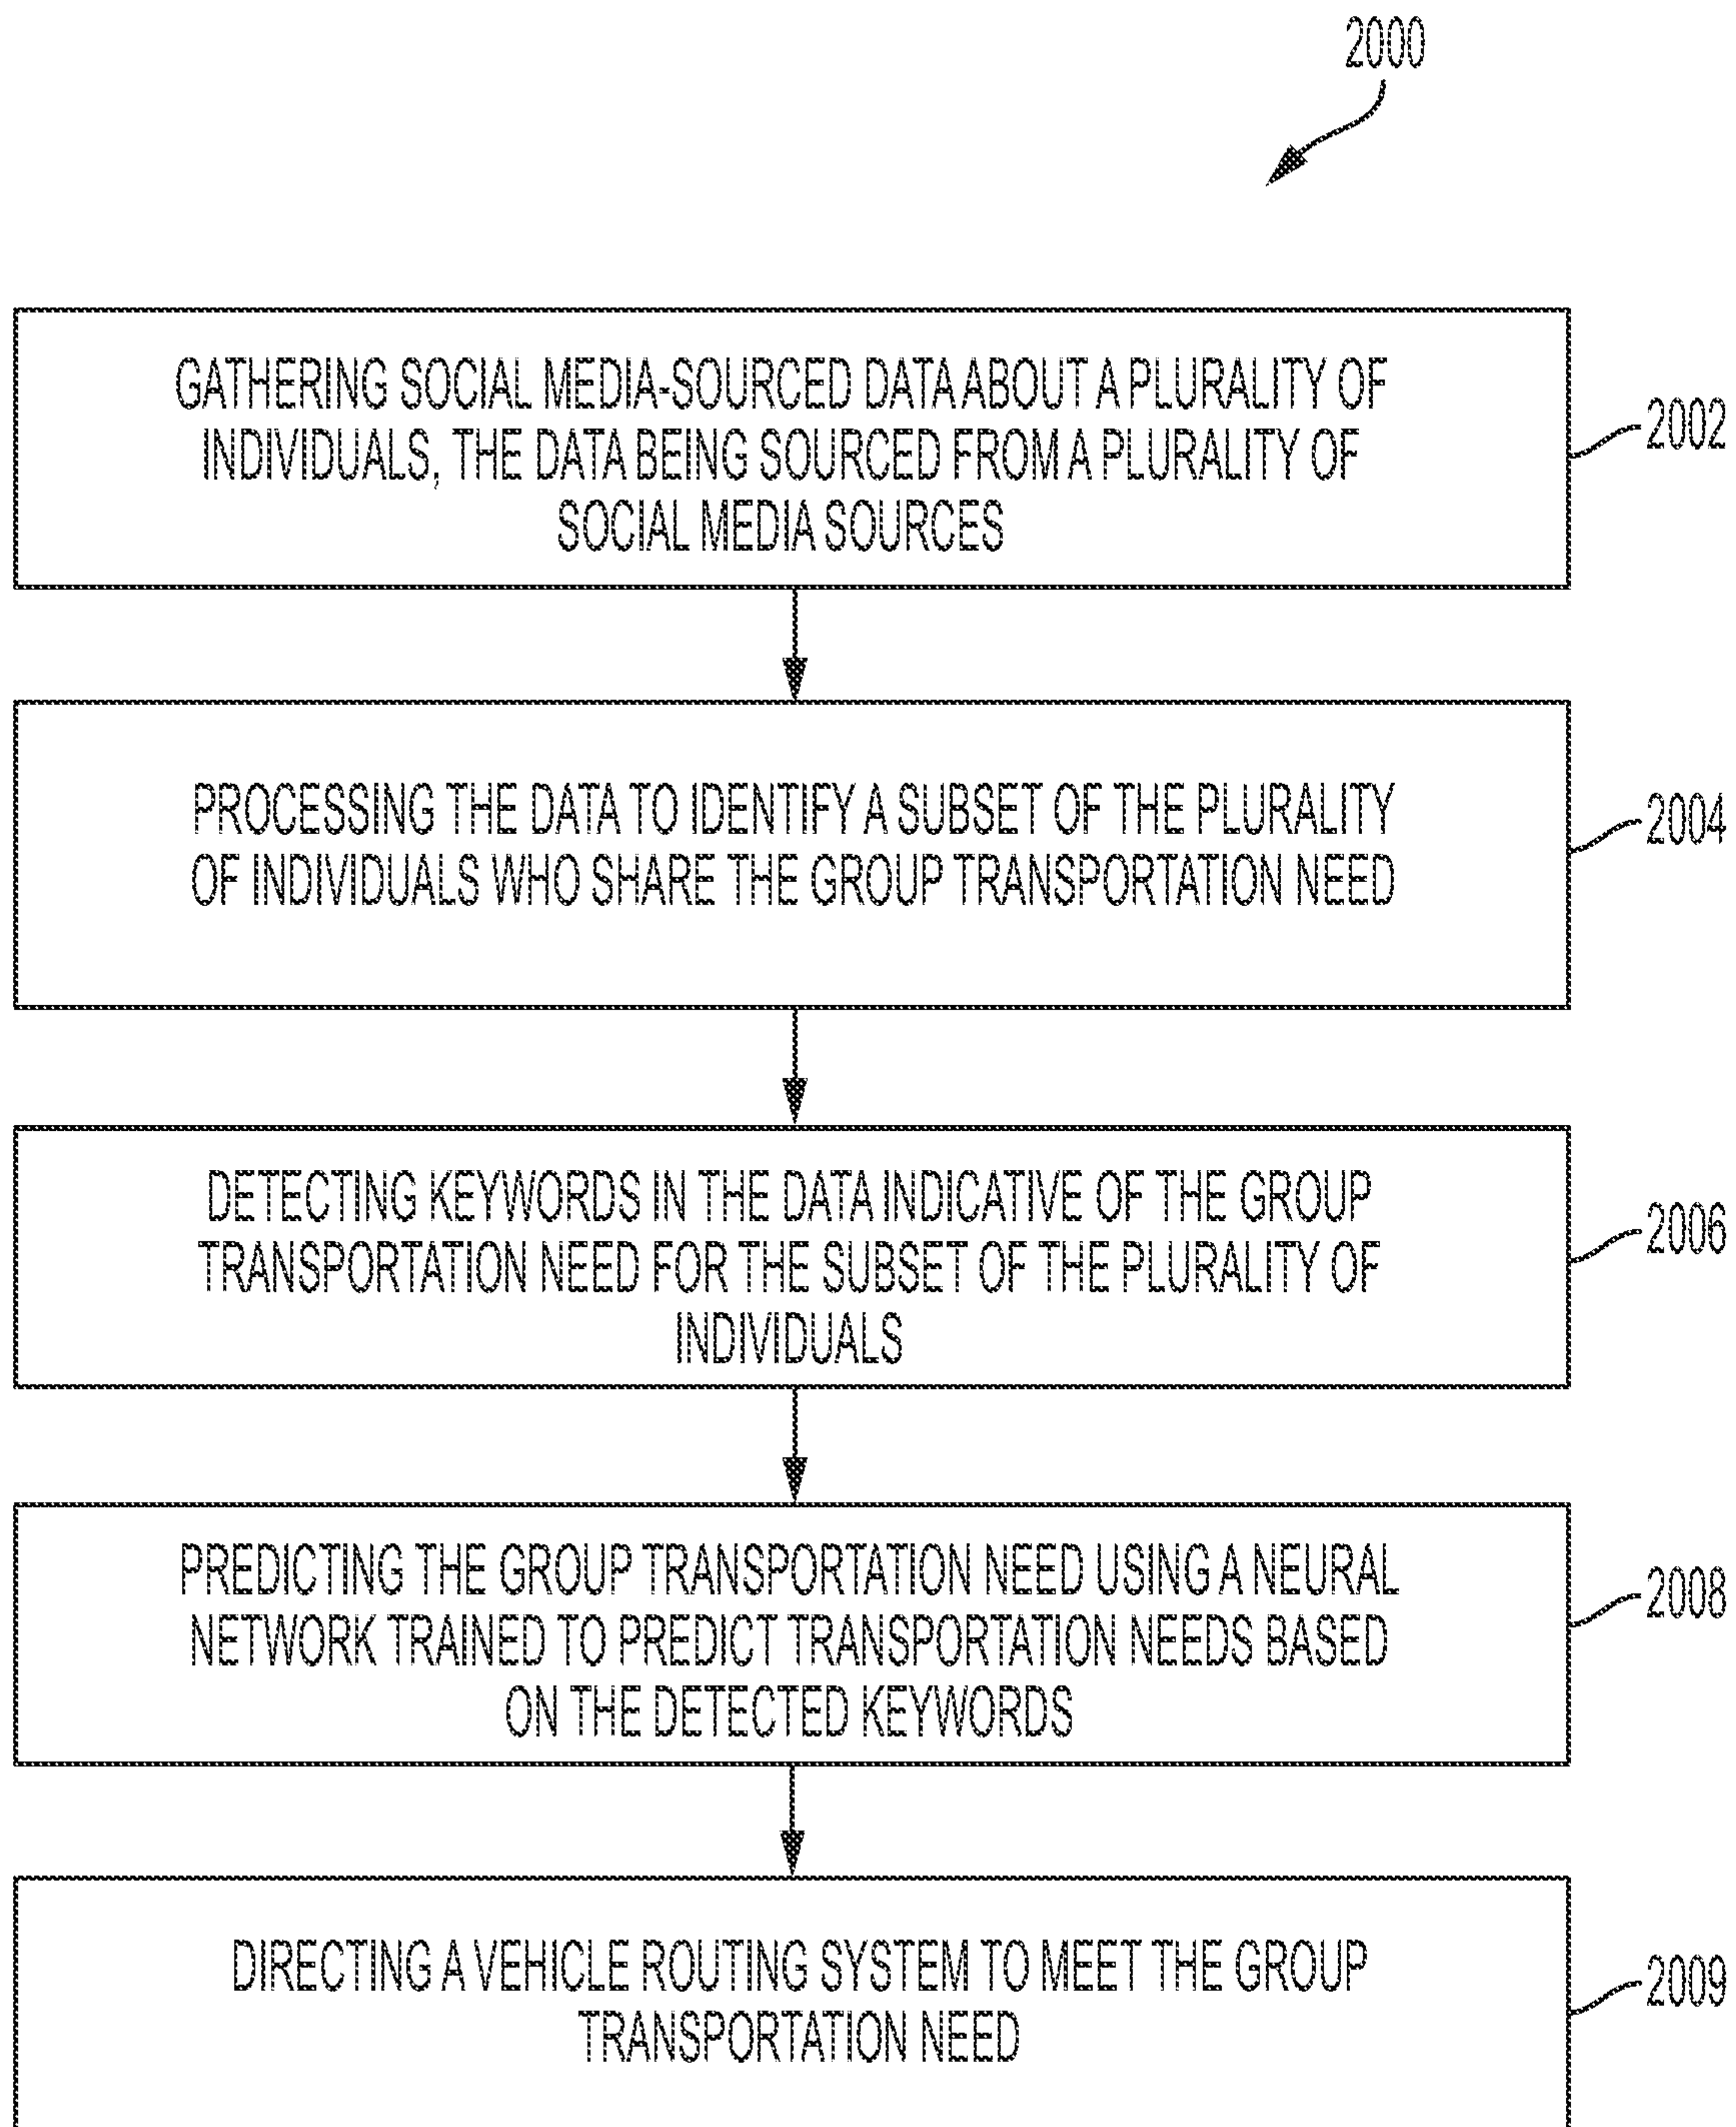 2000
GATHERING SOCIAL MEDIA-SOURCED DATA ABOUT A PLURALITY OF
INDIVIDUALS, THE DATA BEING SOURCED FROM A PLURALITY OF
SOCIAL MEDIA SOURCES
2002
PROCESSING THE DATA TO IDENTIFY A SUBSET OF THE PLURALITY
OF INDIVIDUALS WHO SHARE THE GROUP TRANSPORTATION NEED
2004
DETECTING KEYWORDS IN THE DATA INDICATIVE OF THE GROUP
TRANSPORTATION NEED FOR THE SUBSET OF THE PLURALITY OF
INDIVIDUALS
2006
PREDICTING THE GROUP TRANSPORTATION NEED USING A NEURAL
NETWORK TRAINED TO PREDICT TRANSPORTATION NEEDS BASED
ON THE DETECTED KEYWORDS
2008
DIRECTING A VEHICLE ROUTING SYSTEM TO MEET THE GROUP
TRANSPORTATION NEED
2009